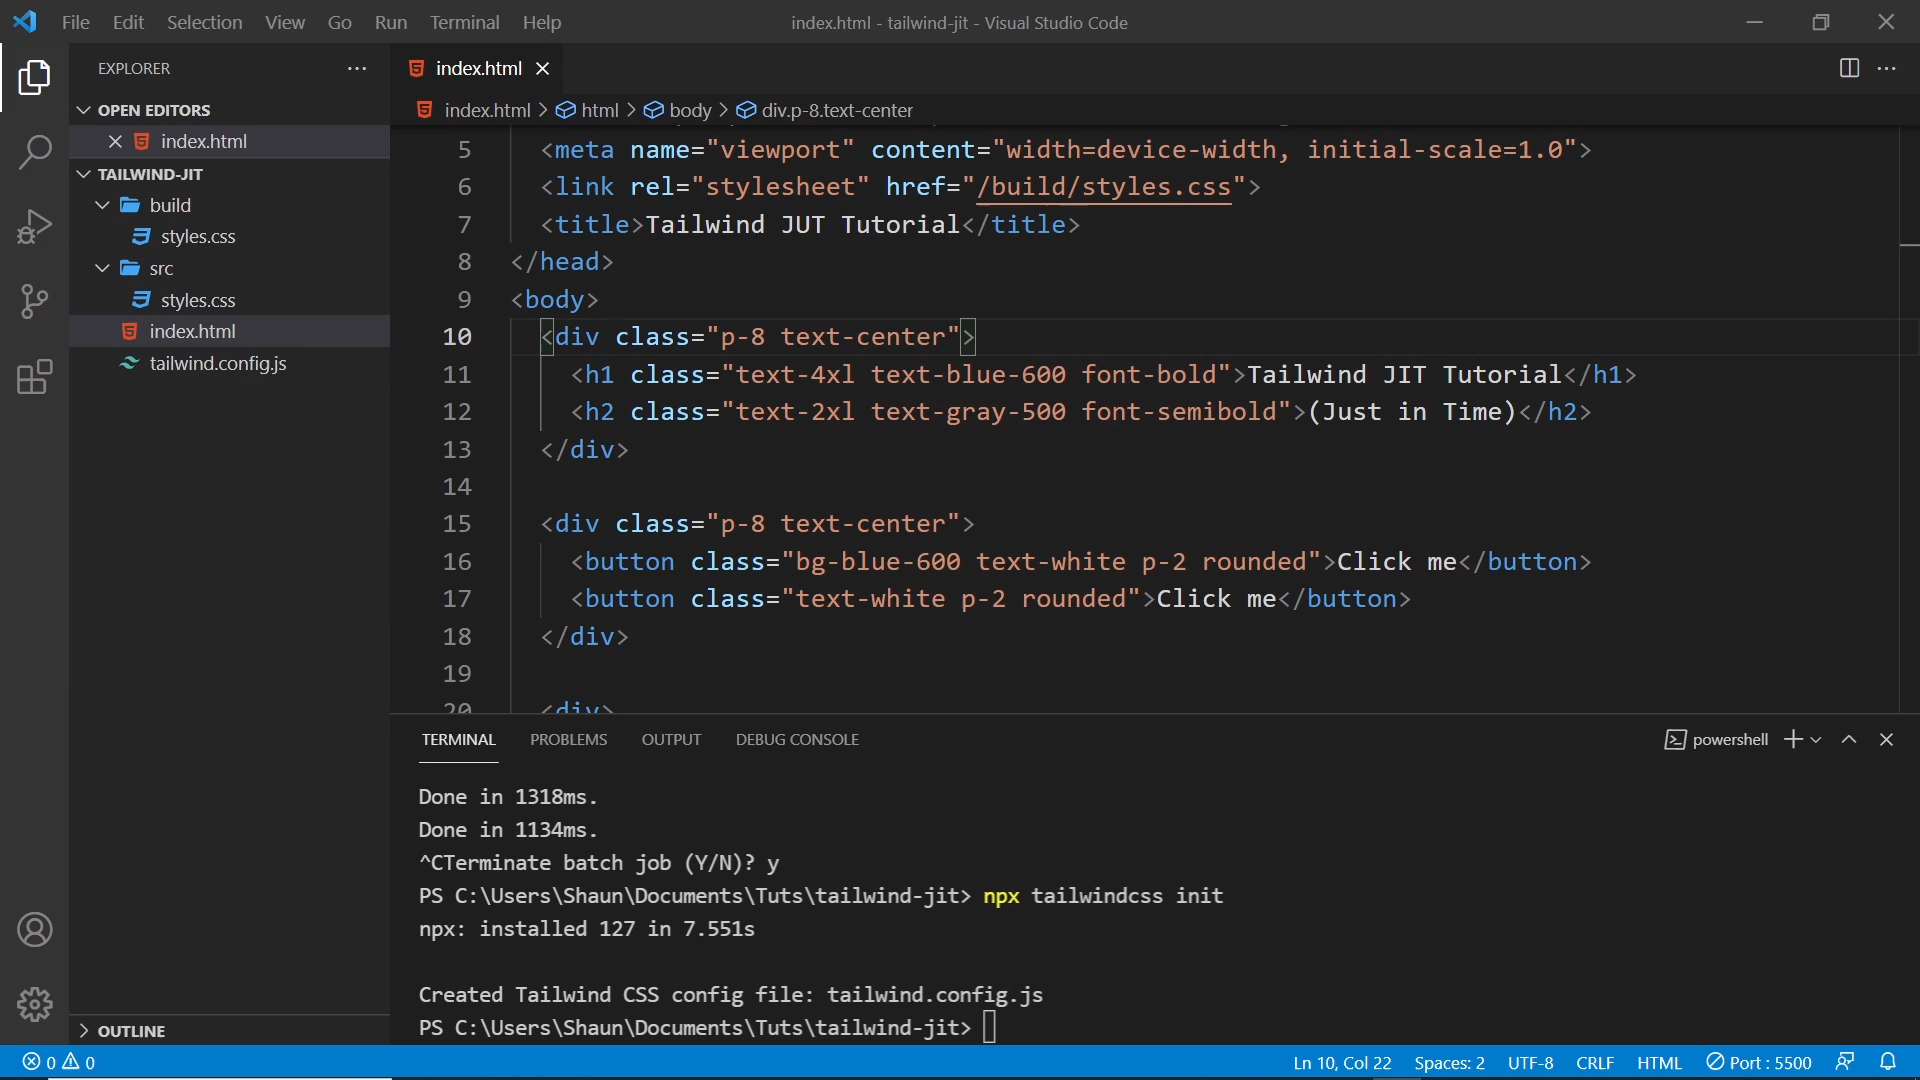 File Edit Selection View Go Run Terminal Help index.html - tailwind-jit - Visual Studio Code
EXPLORER
OPEN EDITORS
index.html
TAILWIND-JIT
build
styles.css
src
styles.css
index.html
tailwind.config.js
OUTLINE
index.html
index.html > html > body > div.p-8.text-center
5 <meta name="viewport" content="width=device-width, initial-scale=1.0">
6 <link rel="stylesheet" href="/build/styles.css">
7 <title>Tailwind JUT Tutorial</title>
8 </head>
9 <body>
10 <div class="p-8 text-center">
11 <h1 class="text-4xl text-blue-600 font-bold">Tailwind JIT Tutorial</h1>
12 <h2 class="text-2xl text-gray-500 font-semibold">(Just in Time)</h2>
13 </div>
14
15 <div class="p-8 text-center">
16 <button class="bg-blue-600 text-white p-2 rounded">Click me</button>
17 <button class="text-white p-2 rounded">Click me</button>
18 </div>
19
20 <div>
TERMINAL PROBLEMS OUTPUT DEBUG CONSOLE powershell
Done in 1318ms.
Done in 1134ms.
^CTerminate batch job (Y/N)? y
PS C:\Users\Shaun\Documents\Tuts\tailwind-jit> npx tailwindcss init
npx: installed 127 in 7.551s
Created Tailwind CSS config file: tailwind.config.js
PS C:\Users\Shaun\Documents\Tuts\tailwind-jit>
0 0 Ln 10, Col 22 Spaces: 2 UTF-8 CRLF HTML Port : 5500